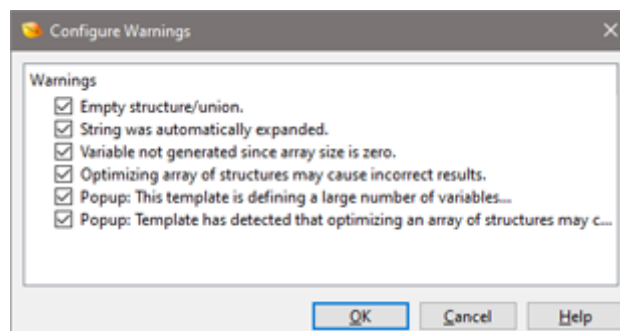 Configure Warnings
Warnings
Empty structure/union.
String was automatically expanded.
Variable not generated since array size is zero.
Optimizing array of structures may cause incorrect results.
Popup: This template is defining a large number of variables...
Popup: Template has detected that optimizing an array of structures may c...
OK Cancel Help